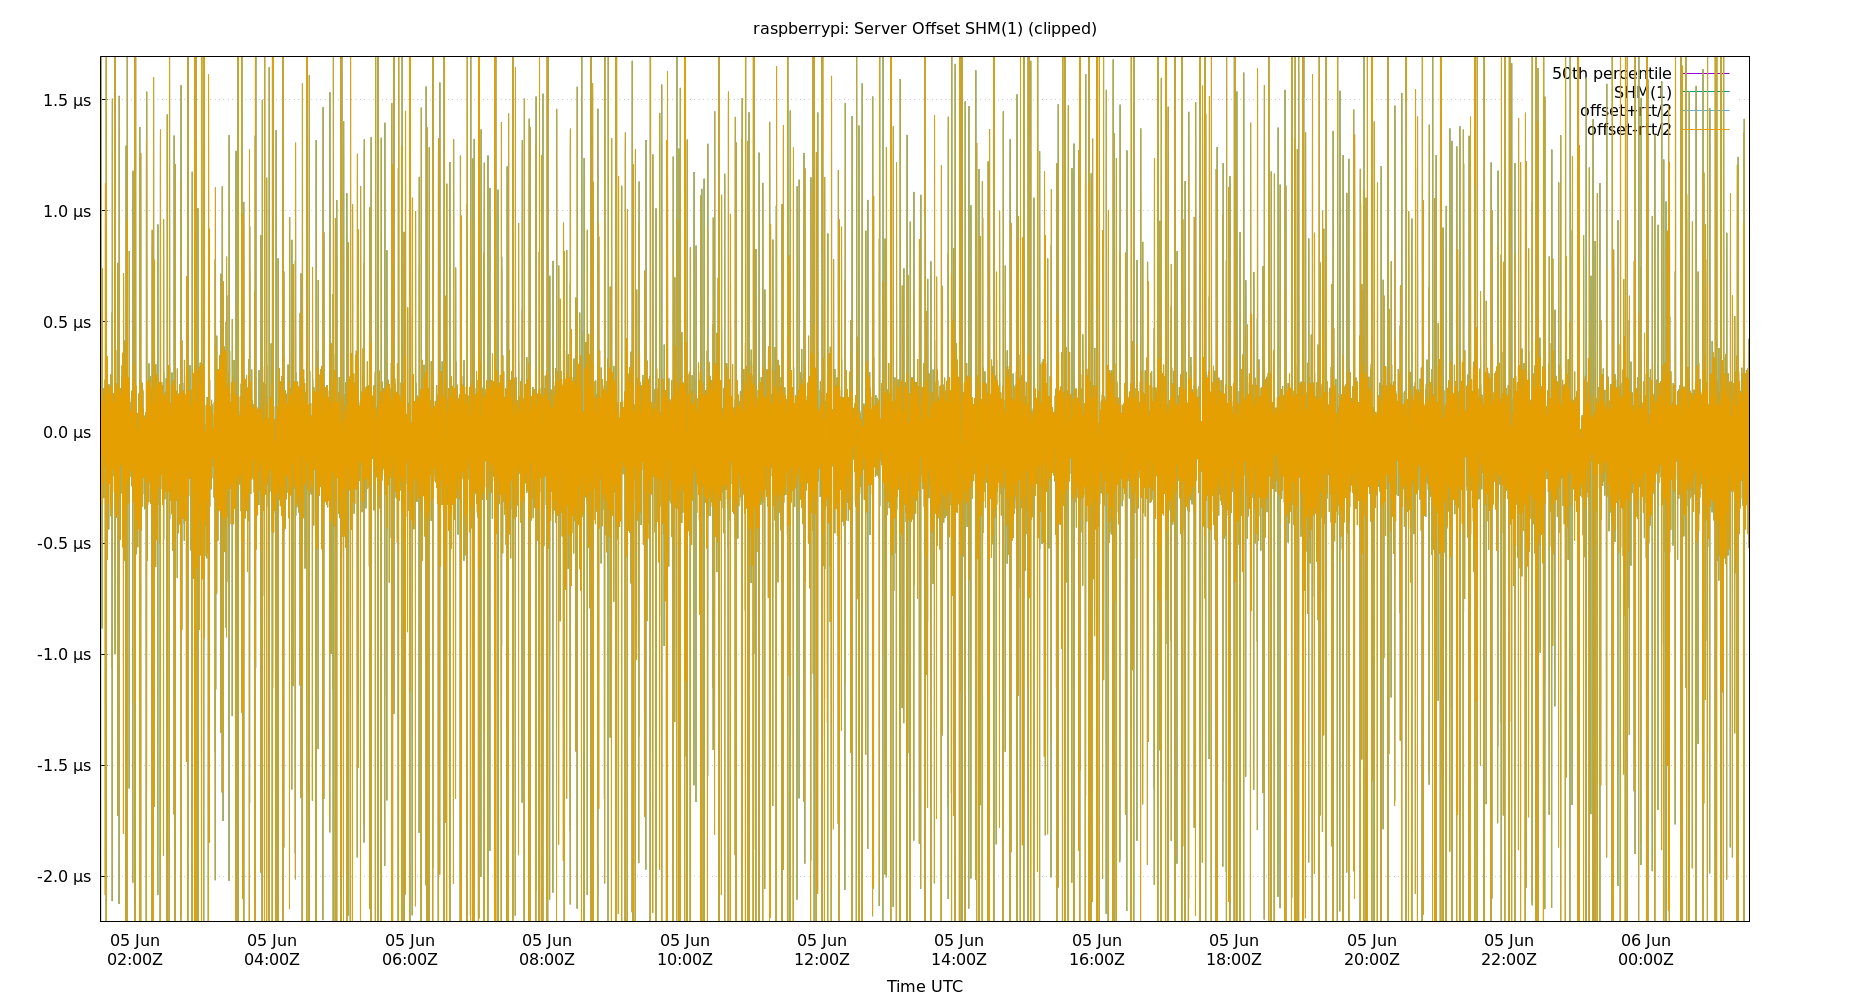 raspberrypi: Server Offset SHM(1) (clipped)
50th percentile
SHM(1)
offset+rtt/2
offset-rtt/2
1.5 µs
1.0 µs
0.5 µs
0.0 µs
-0.5 µs
-1.0 µs
-1.5 µs
-2.0 µs
05 Jun 05 Jun 05 Jun 05 Jun 05 Jun 05 Jun 05 Jun 05 Jun 05 Jun 05 Jun 05 Jun 06 Jun
02:00Z 04:00Z 06:00Z 08:00Z 10:00Z 12:00Z 14:00Z 16:00Z 18:00Z 20:00Z 22:00Z 00:00Z
Time UTC